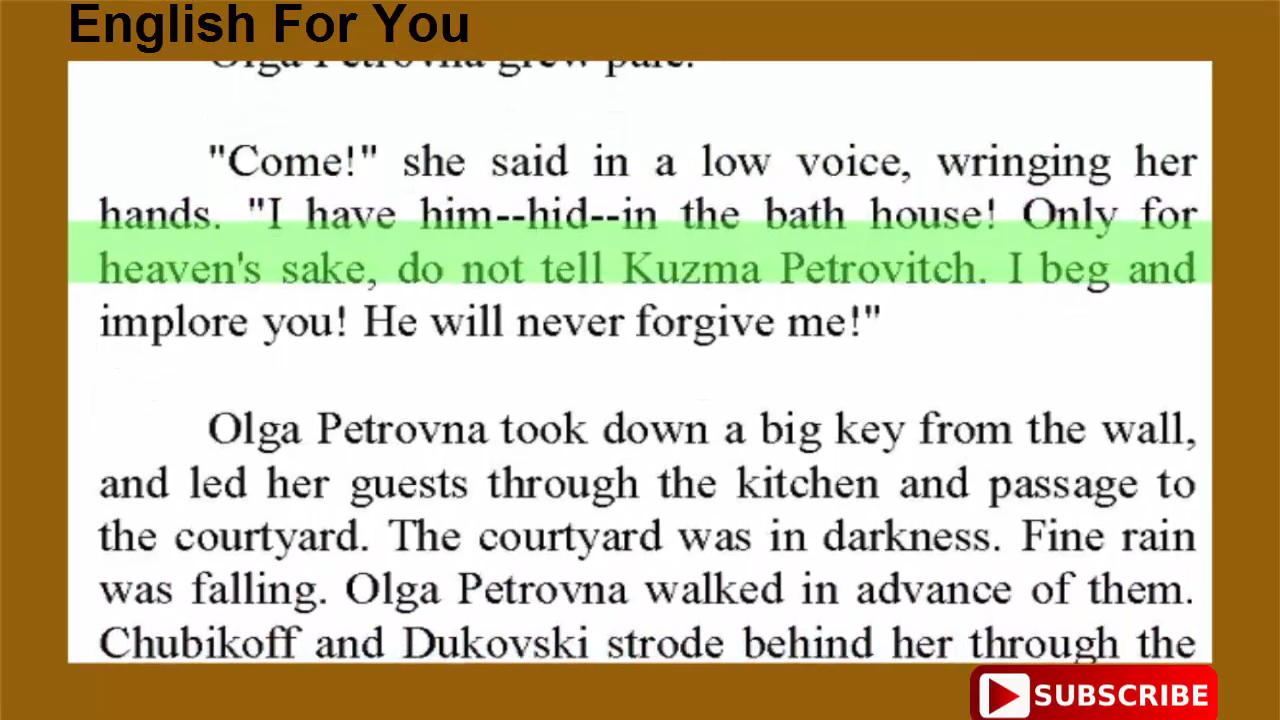 English For You
Olga Petrovna grew pale.
"Come!" she said in a low voice, wringing her
hands. "I have him--hid--in the bath house! Only for
heaven's sake, do not tell Kuzma Petrovitch. I beg and
implore you! He will never forgive me!"
Olga Petrovna took down a big key from the wall,
and led her guests through the kitchen and passage to
the courtyard. The courtyard was in darkness. Fine rain
was falling. Olga Petrovna walked in advance of them.
Chubikoff and Dukovski strode behind her through the
SUBSCRIBE